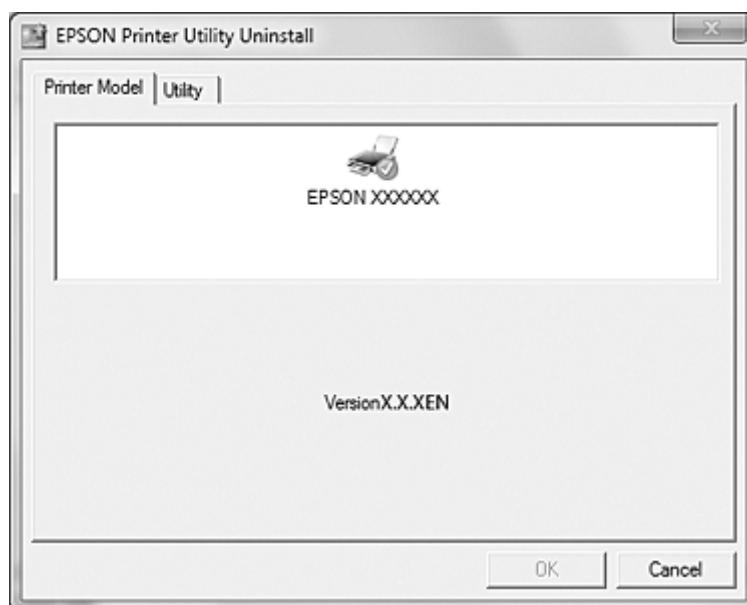 EPSON Printer Utility Uninstall
Printer Model
Utility
EPSON XXXXXX
VersionX.X.XEN
OK
Cancel